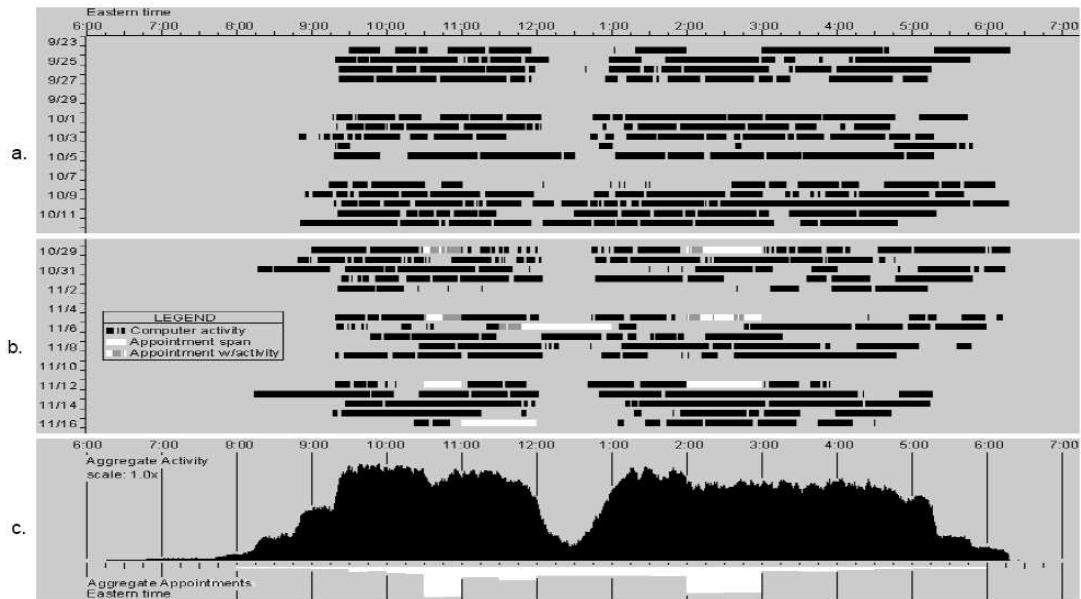 Eastern time
6:00 7:00 8:00 9:00 10:00 11:00 12:00 1:00 2:00 3:00 4:00 5:00 6:00 7:00
9/23
9/25
9/27
9/29
10/1
10/3
a.
10/5
10/7
10/9
10/11
10/29
10/31
11/2
11/4
LEGEND
11/6
Computer activity
Appointment span
b.
11/8
Appointment w/activity
11/10
11/12
11/14
11/16
6:00 7:00 8:00 9:00 10:00 11:00 12:00 1:00 2:00 3:00 4:00 5:00 6:00 7:00
Aggregate Activity
scale: 1.0x
c.
Aggregate Appointments
Eastern time